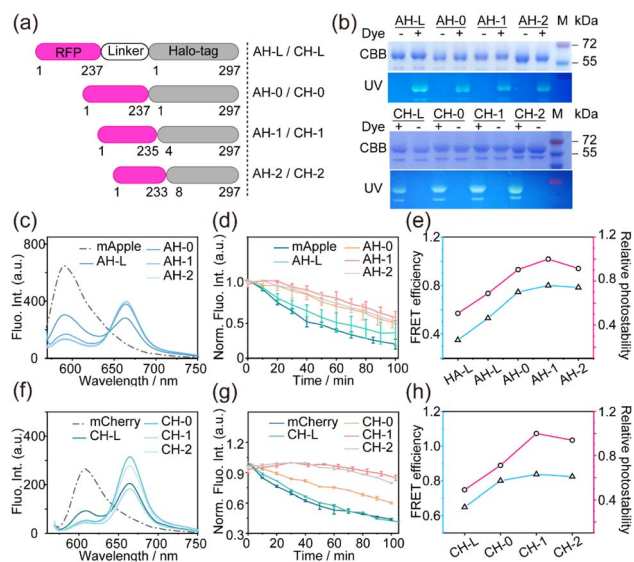 (a)
RFP Linker Halo-tag AH-L / CH-L
1 237 1 297
AH-0 / CH-0
1 237 1 297
AH-1 / CH-1
1 235 4 297
AH-2 / CH-2
1 233 8 297
(b)
AH-L AH-0 AH-1 AH-2 M kDa
Dye - + - + - + - +
CBB
72
55
UV
CH-L CH-0 CH-1 CH-2 M kDa
Dye + - + - + - + -
CBB
72
55
UV
(c)
mApple AH-0
AH-L AH-1
AH-2
Fluo. Int. (a.u.)
800
400
0
600 650 700 750
Wavelength / nm
(d)
mApple AH-0
AH-L AH-1
AH-2
Norm. Fluo. Int. (a.u.)
1.0
0.5
0
0 20 40 60 80 100
Time / min
(e)
FRET efficiency
1.2
0.8
0.4
Relative photostability
1.2
0.9
0.4
HA-L AH-L AH-0 AH-1 AH-2
(f)
mCherry CH-0
CH-L CH-1
CH-2
Fluo. Int. (a.u.)
500
250
0
600 650 700 750
Wavelength / nm
(g)
mCherry CH-0
CH-L CH-1
CH-2
Norm. Fluo. Int. (a.u.)
1.3
0.9
0.6
0.3
0 20 40 60 80 100
Time / min
(h)
FRET efficiency
1.2
1.0
0.8
0.6
Relative photostability
1.2
0.9
0.4
CH-L CH-0 CH-1 CH-2